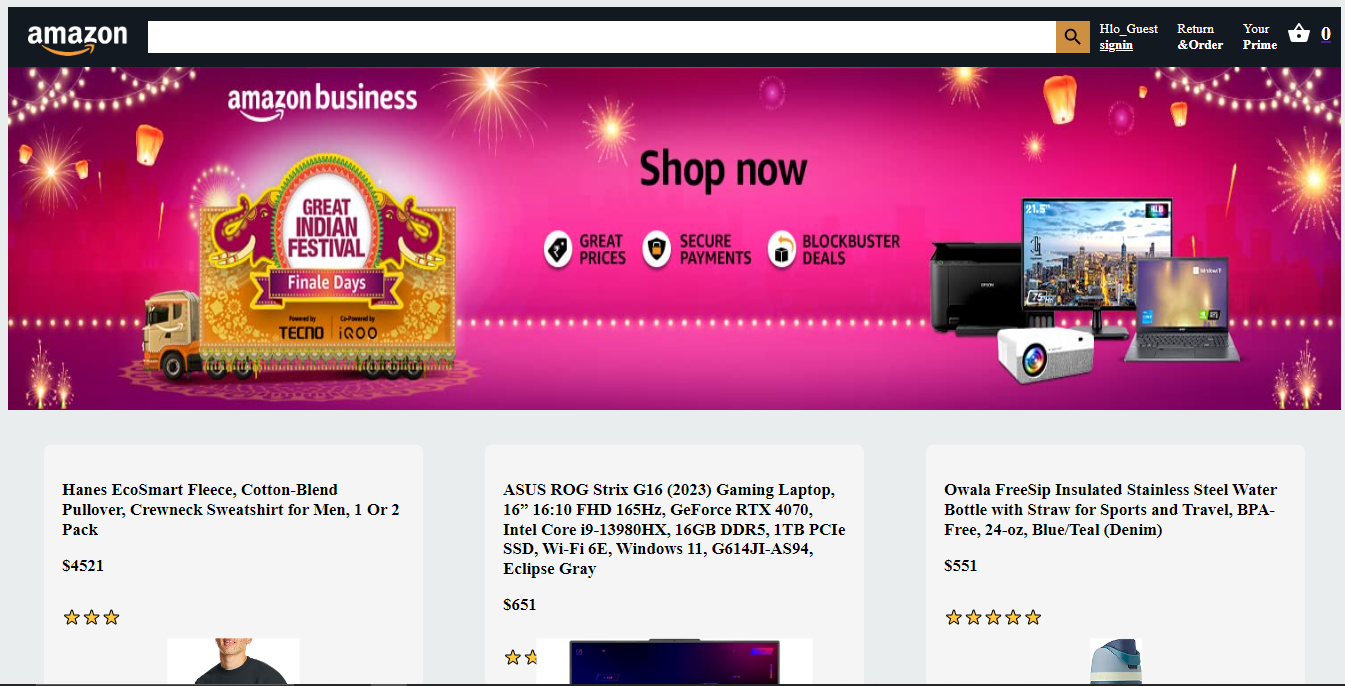 amazon
Hlo_Guest
signin
Return
&Order
Your
Prime
0
amazon business
Shop now
GREAT
INDIAN
FESTIVAL
Finale Days
Powered by
TECNO
Co-Powered by
iQOO
GREAT
PRICES
SECURE
PAYMENTS
BLOCKBUSTER
DEALS
21.5"
EPSON
75Hz
Hanes EcoSmart Fleece, Cotton-Blend
Pullover, Crewneck Sweatshirt for Men, 1 Or 2
Pack
$4521
ASUS ROG Strix G16 (2023) Gaming Laptop,
16” 16:10 FHD 165Hz, GeForce RTX 4070,
Intel Core i9-13980HX, 16GB DDR5, 1TB PCIe
SSD, Wi-Fi 6E, Windows 11, G614JI-AS94,
Eclipse Gray
$651
Owala FreeSip Insulated Stainless Steel Water
Bottle with Straw for Sports and Travel, BPA-
Free, 24-oz, Blue/Teal (Denim)
$551